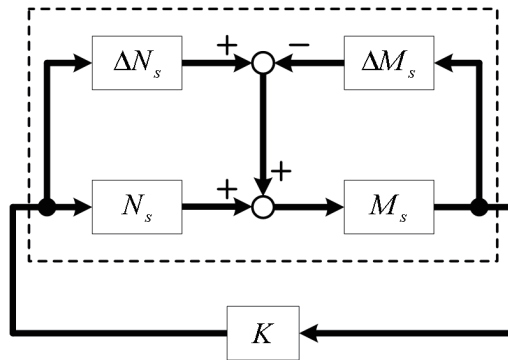 + −
ΔN_s ΔM_s
+
+
N_s M_s
K